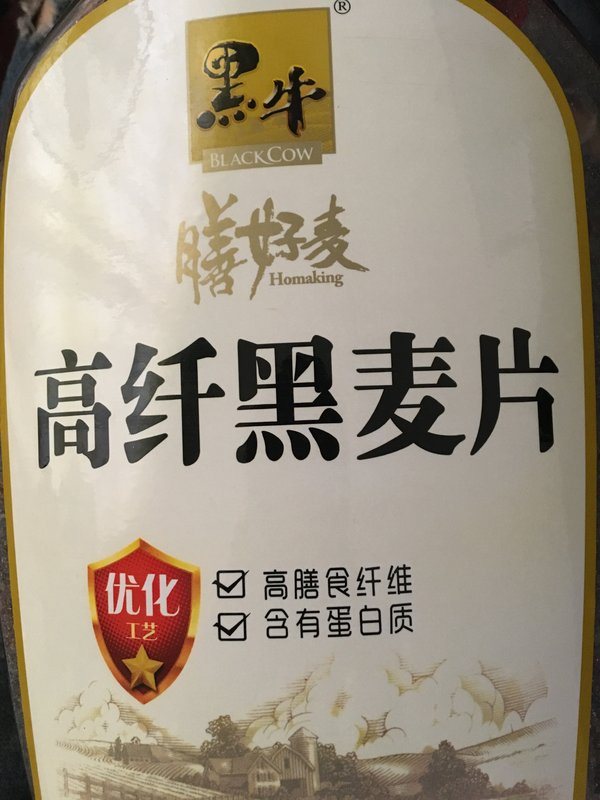 ®
黑牛
BLACKCOW
膳好麦
Homaking
高纤黑麦片
优化
工艺
高膳食纤维
含有蛋白质